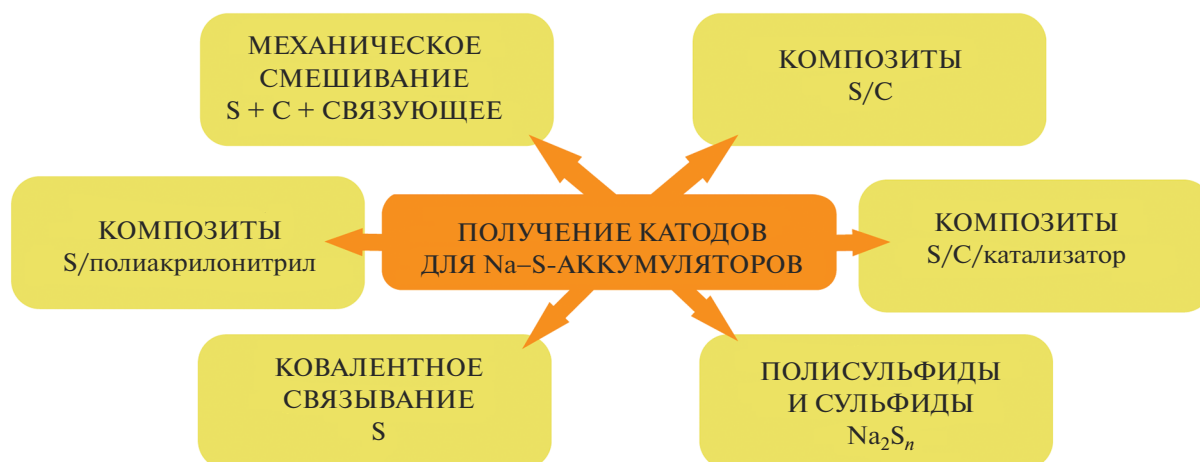 МЕХАНИЧЕСКОЕ
СМЕШИВАНИЕ
S + C + СВЯЗУЮЩЕЕ
КОМПОЗИТЫ
S/C
КОМПОЗИТЫ
S/полиакрилонитрил
ПОЛУЧЕНИЕ КАТОДОВ
ДЛЯ Na–S-АККУМУЛЯТОРОВ
КОМПОЗИТЫ
S/C/катализатор
КОВАЛЕНТНОЕ
СВЯЗЫВАНИЕ
S
ПОЛИСУЛЬФИДЫ
И СУЛЬФИДЫ
Na₂Sₙ